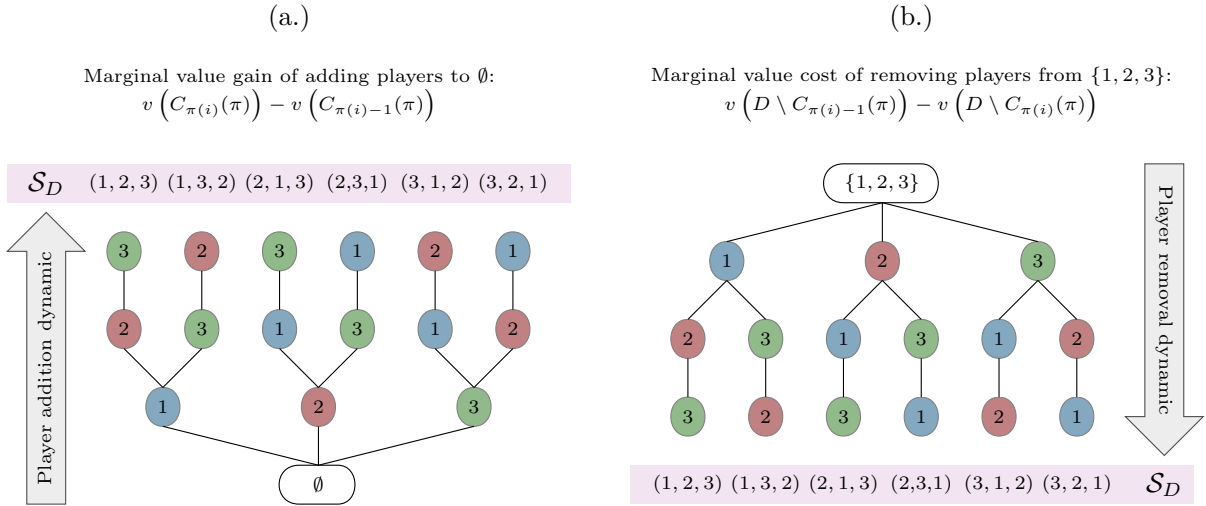 (a.)
Marginal value gain of adding players to ∅:
v (C_{π(i)}(π)) − v (C_{π(i)−1}(π))
S_D (1, 2, 3) (1, 3, 2) (2, 1, 3) (2,3,1) (3, 1, 2) (3, 2, 1)
Player addition dynamic
3 2 3 1 2 1
2 3 1 3 1 2
1 2 3
∅
(b.)
Marginal value cost of removing players from {1, 2, 3}:
v (D \ C_{π(i)−1}(π)) − v (D \ C_{π(i)}(π))
{1, 2, 3}
1 2 3
2 3 1 3 1 2
3 2 3 1 2 1
Player removal dynamic
(1, 2, 3) (1, 3, 2) (2, 1, 3) (2,3,1) (3, 1, 2) (3, 2, 1) S_D